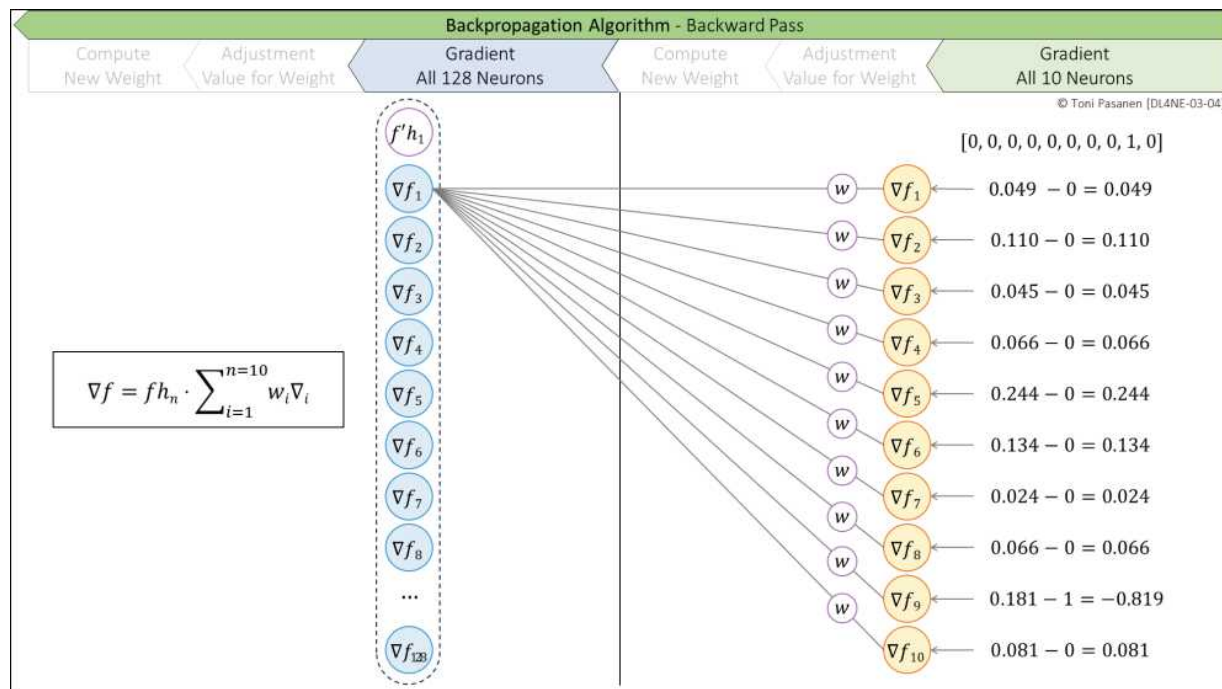 Backpropagation Algorithm - Backward Pass
Compute
New Weight
Adjustment
Value for Weight
Gradient
All 128 Neurons
Compute
New Weight
Adjustment
Value for Weight
Gradient
All 10 Neurons
© Toni Pasanen [DL4NE-03-04]
[0, 0, 0, 0, 0, 0, 0, 0, 1, 0]
f'h₁
∇f₁ w ∇f₁ 0.049 − 0 = 0.049
∇f₂ w ∇f₂ 0.110 − 0 = 0.110
∇f₃ w ∇f₃ 0.045 − 0 = 0.045
∇f₄ w ∇f₄ 0.066 − 0 = 0.066
∇f = fhₙ · ∑ᵢ₌₁ⁿ⁼¹⁰ wᵢ∇ᵢ
∇f₅ w ∇f₅ 0.244 − 0 = 0.244
∇f₆ w ∇f₆ 0.134 − 0 = 0.134
∇f₇ w ∇f₇ 0.024 − 0 = 0.024
∇f₈ w ∇f₈ 0.066 − 0 = 0.066
... w ∇f₉ 0.181 − 1 = −0.819
∇f₁₂₈ w ∇f₁₀ 0.081 − 0 = 0.081